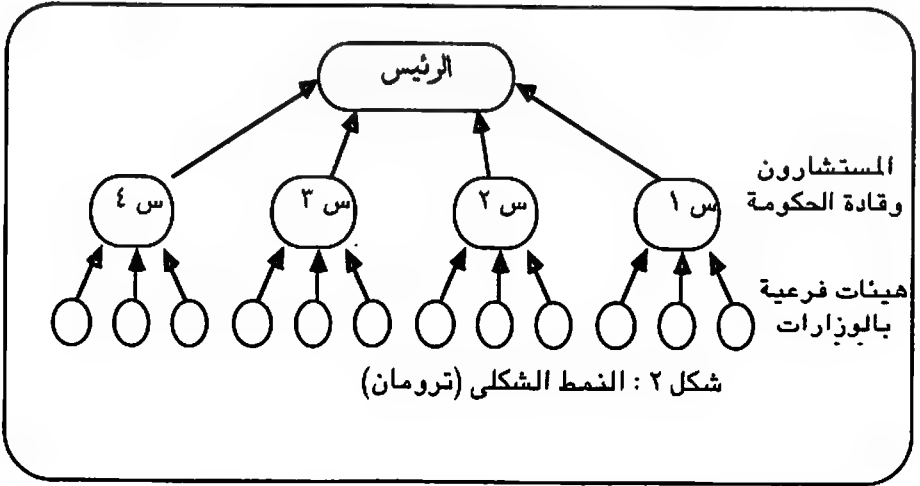 الرئيس
المستشارون
وقادة الحكومة
س ١
س ٢
س ٣
س ٤
هيئات فرعية
بالوزارات
شكل ٢ : النمط الشكلى (ترومان)